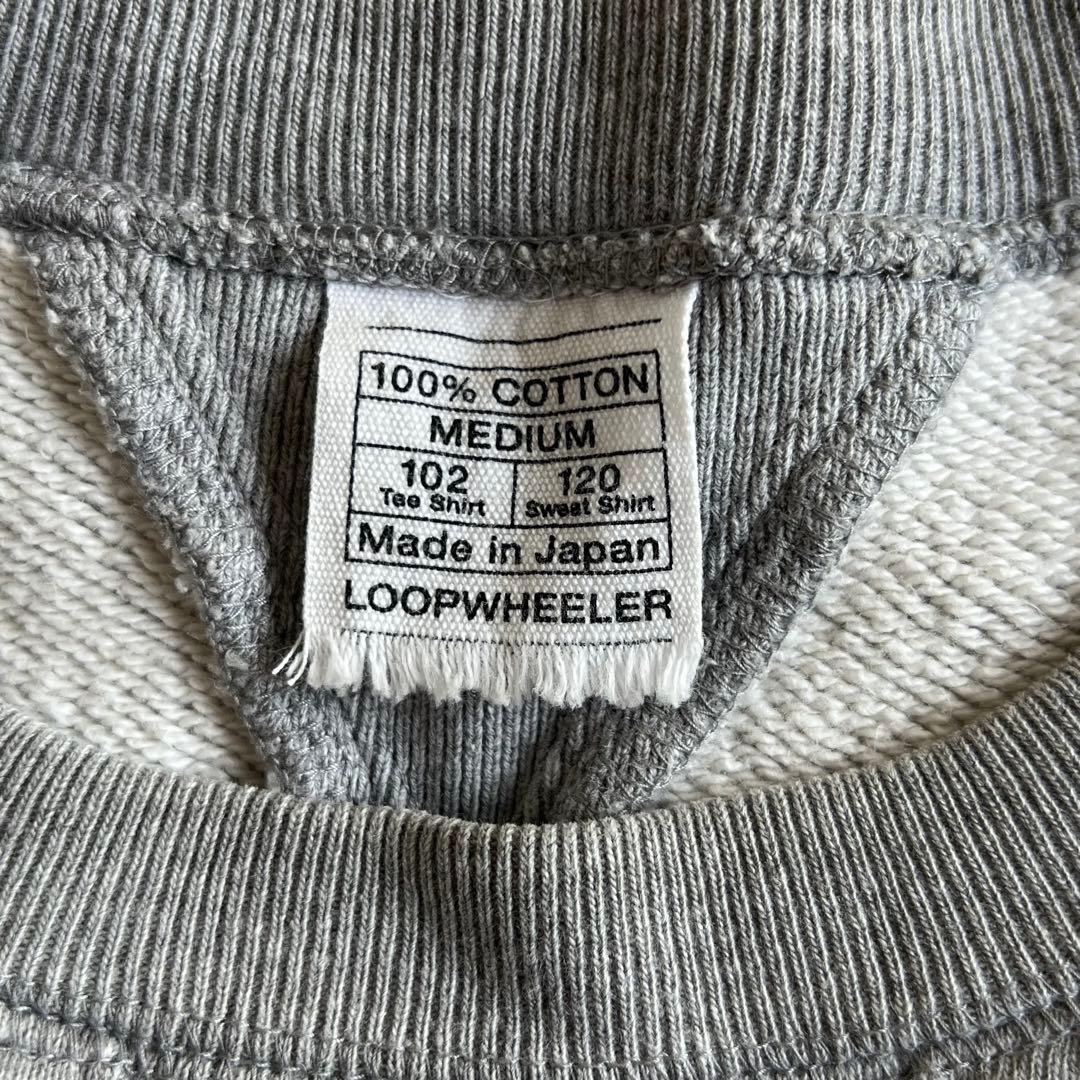 100% COTTON
MEDIUM
102 120
Tee Shirt Sweat Shirt
Made in Japan
LOOPWHEELER